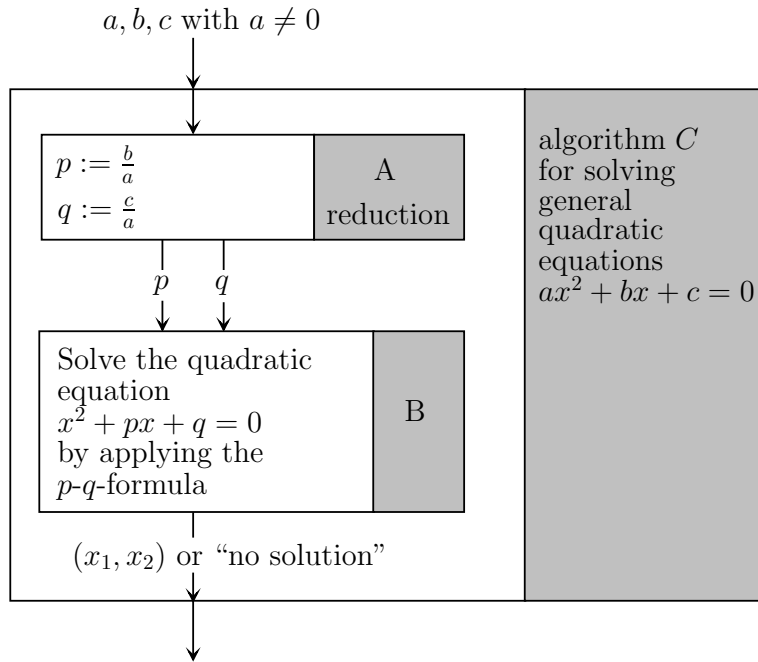 a, b, c with a ≠ 0
p := b/a
q := c/a
A
reduction
p
q
Solve the quadratic
equation
x² + px + q = 0
by applying the
p-q-formula
B
(x₁, x₂) or “no solution”
algorithm C
for solving
general
quadratic
equations
ax² + bx + c = 0